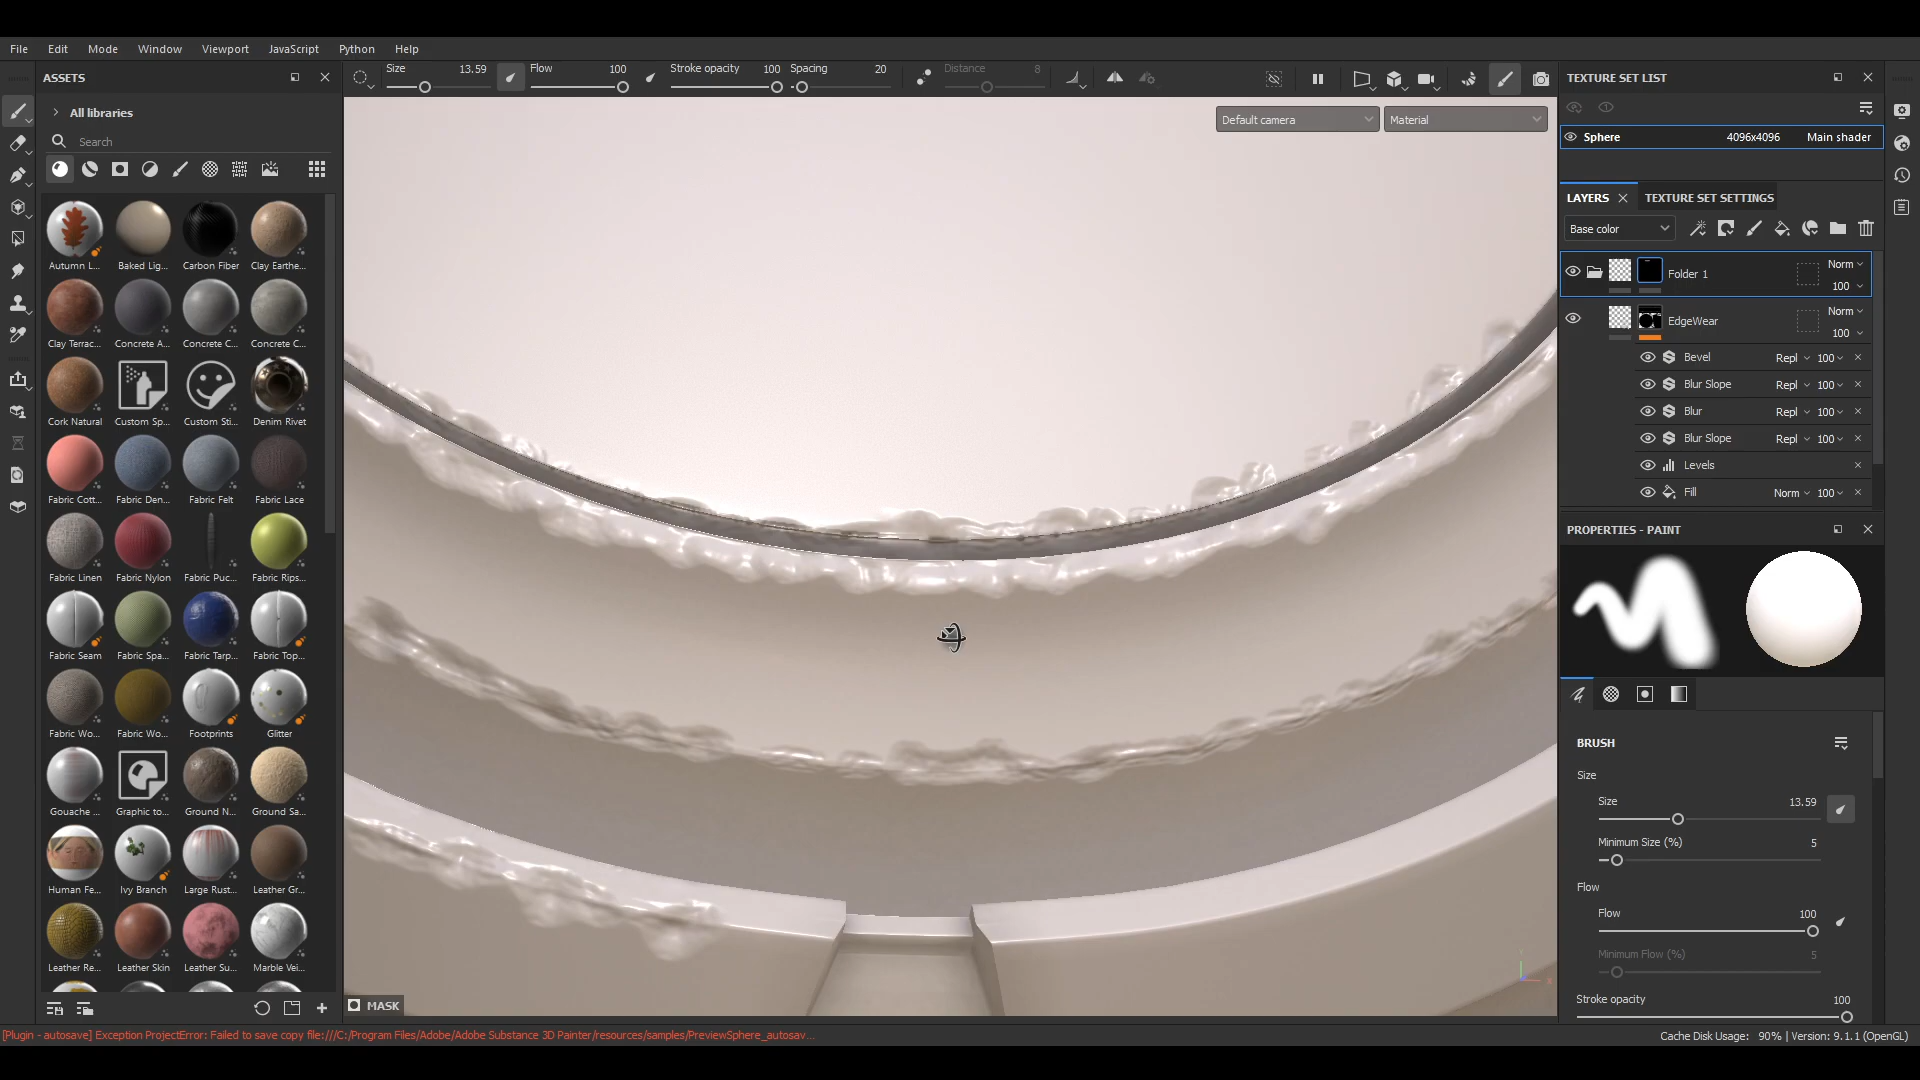 File Edit Mode Window Viewport JavaScript Python Help
ASSETS
All libraries
Search
Autumn L... Baked Lig... Carbon Fiber Clay Earthe...
Clay Terrac... Concrete A... Concrete C... Concrete C...
Cork Natural Custom Sp... Custom Sti... Denim Rivet
Fabric Cott... Fabric Den... Fabric Felt Fabric Lace
Fabric Linen Fabric Nylon Fabric Puc... Fabric Rips...
Fabric Seam Fabric Spa... Fabric Tarp... Fabric Top...
Fabric Wo... Fabric Wo... Footprints Glitter
Gouache ... Graphic to... Ground N... Ground Sa...
Human Fe... Ivy Branch Large Rust... Leather Gr...
Leather Re... Leather Skin Leather Su... Marble Vei...
Size 13.59 Flow 100 Stroke opacity 100 Spacing 20 Distance 8
Default camera Material
MASK
TEXTURE SET LIST
Sphere 4096x4096 Main shader
LAYERS TEXTURE SET SETTINGS
Base color
Folder 1 Norm 100
EdgeWear Norm 100
Bevel Repl 100
Blur Slope Repl 100
Blur Repl 100
Blur Slope Repl 100
Levels
Fill Norm 100
PROPERTIES - PAINT
BRUSH
Size
Size 13.59
Minimum Size (%) 5
Flow
Flow 100
Minimum Flow (%) 5
Stroke opacity 100
[Plugin - autosave] Exception ProjectError: Failed to save copy file:///C:/Program Files/Adobe/Adobe Substance 3D Painter/resources/samples/PreviewSphere_autosav...
Cache Disk Usage: 90% | Version: 9.1.1 (OpenGL)